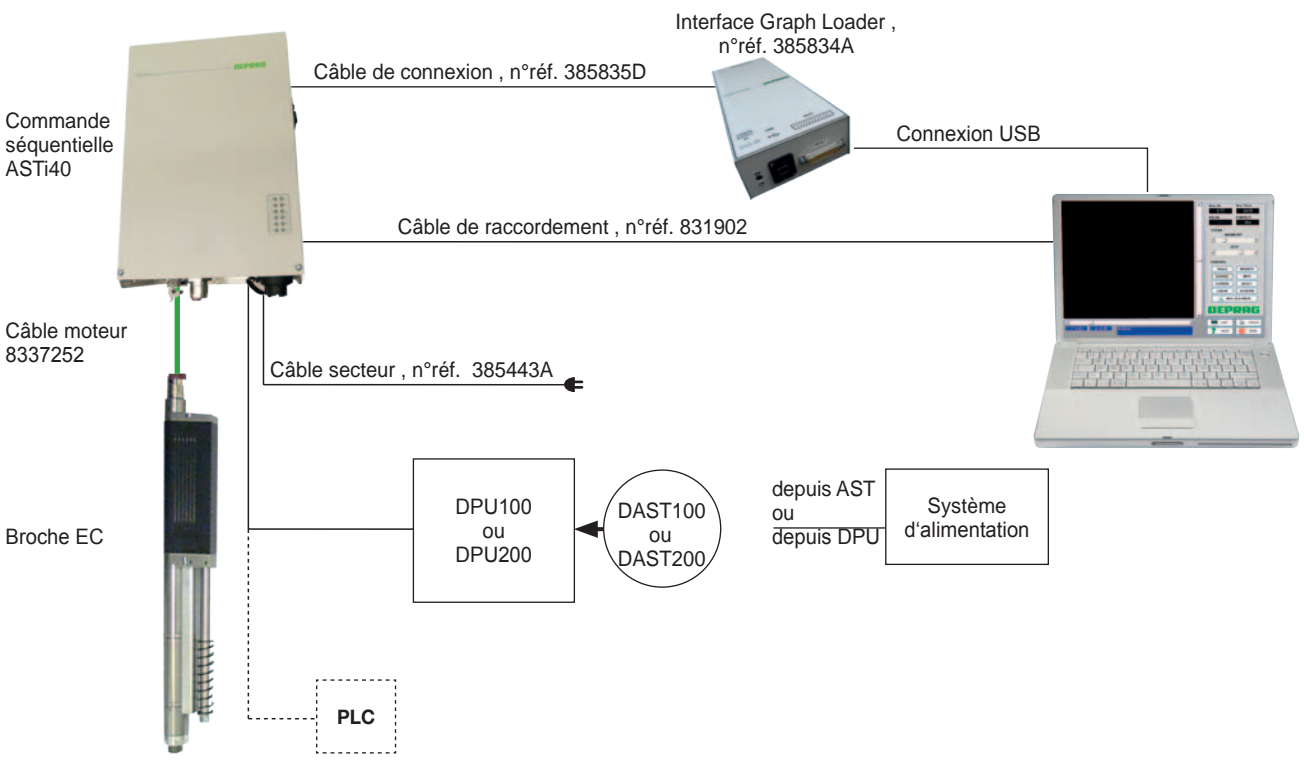 Interface Graph Loader ,
n°réf. 385834A
DEPRAG
Câble de connexion , n°réf. 385835D
Commande
séquentielle
ASTi40
Connexion USB
Câble de raccordement , n°réf. 831902
DEPRAG
Câble moteur
8337252
Câble secteur , n°réf. 385443A
Broche EC
DPU100
ou
DPU200
DAST100
ou
DAST200
depuis AST
ou
depuis DPU
Système
d‘alimentation
PLC